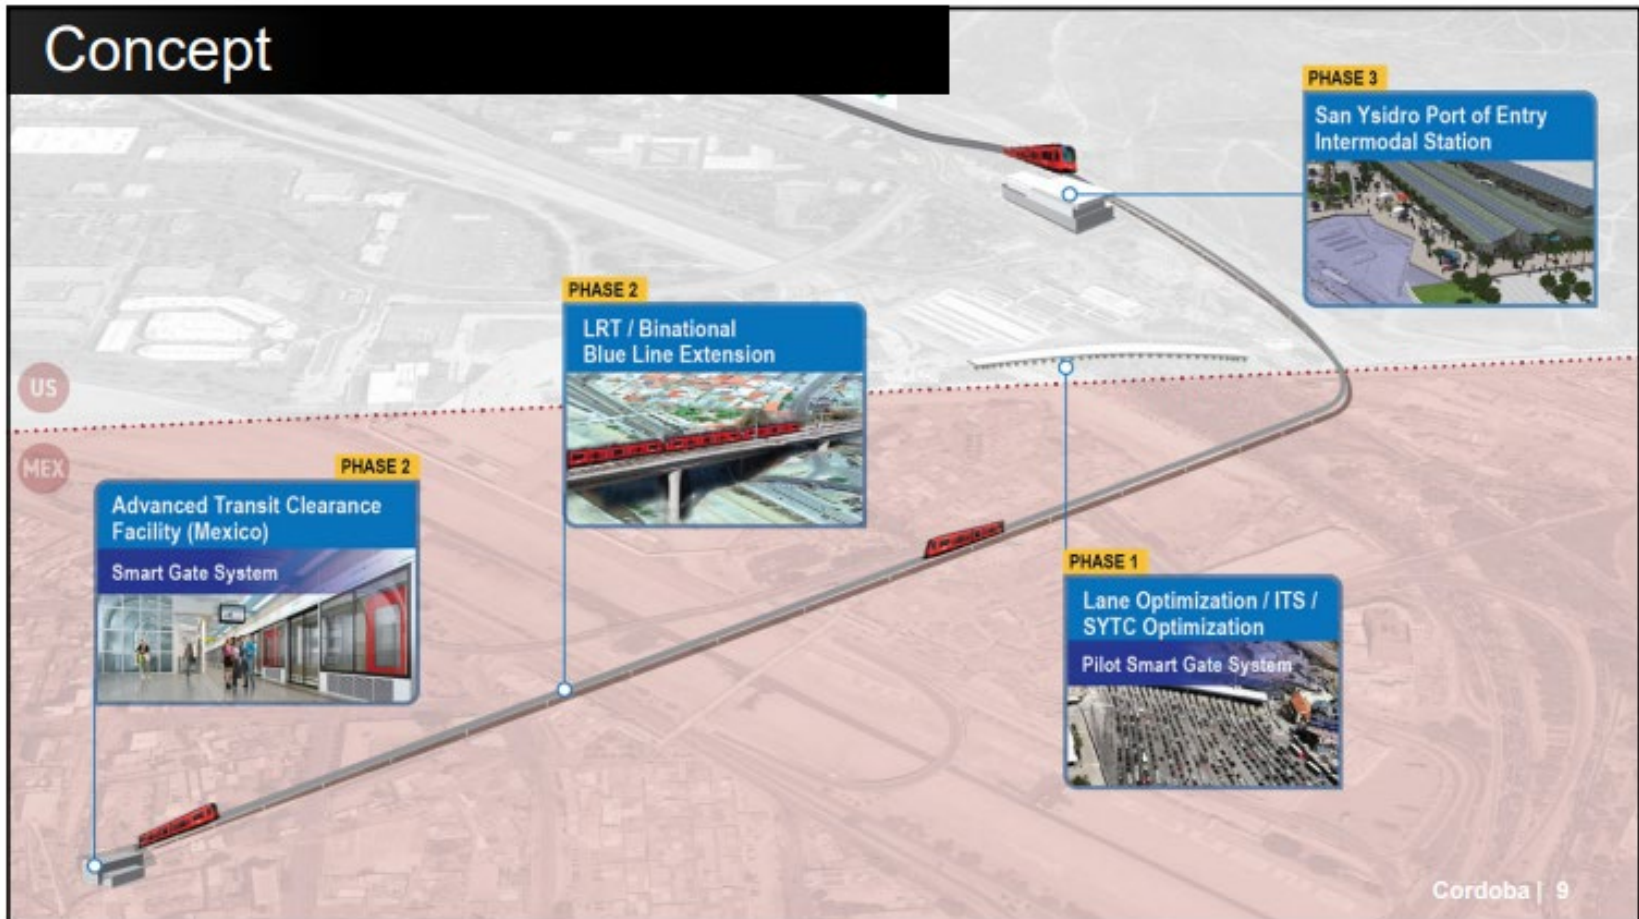 Concept
PHASE 3
San Ysidro Port of Entry
Intermodal Station
PHASE 2
LRT / Binational
Blue Line Extension
US
MEX
PHASE 2
Advanced Transit Clearance
Facility (Mexico)
Smart Gate System
PHASE 1
Lane Optimization / ITS /
SYTC Optimization
Pilot Smart Gate System
Cordoba | 9